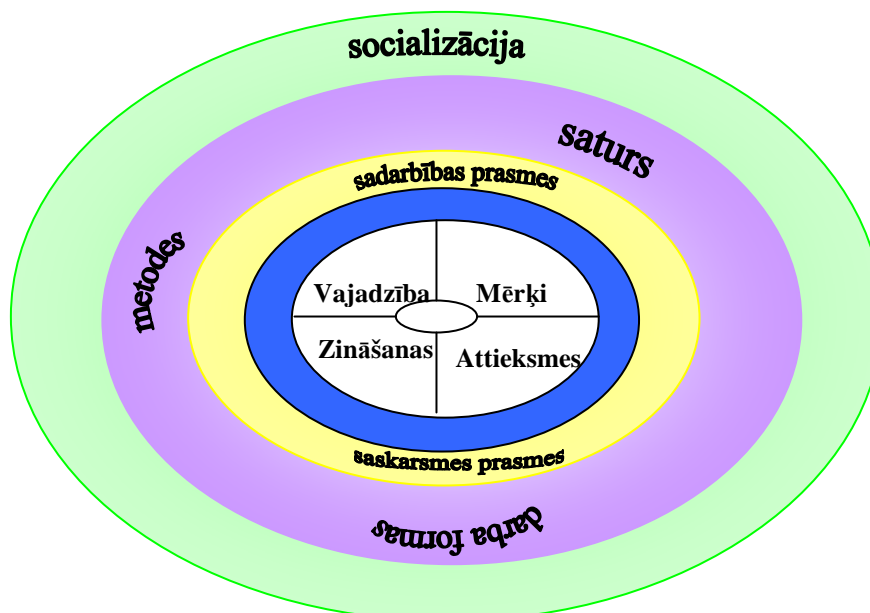 socializācija
saturs
sadarbības prasmes
metodes
Vajadzība
Mērķi
Zināšanas
Attieksmes
saskarsmes prasmes
darba formas